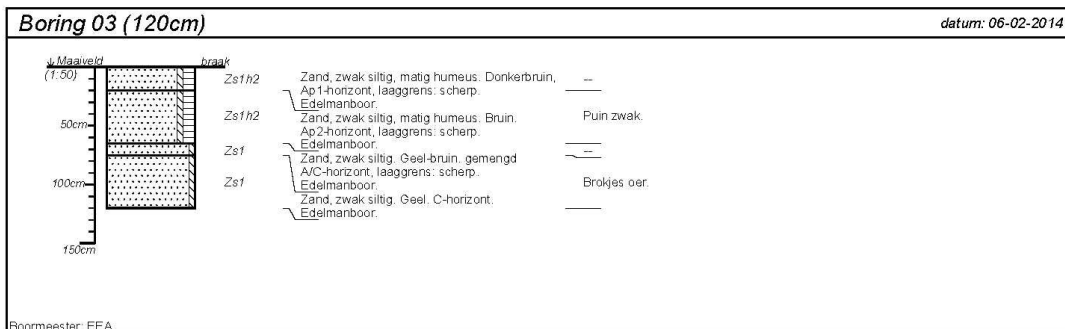 Boring 03 (120cm)
datum: 06-02-2014
↓ Maaiveld
braak
(1:50)
Zs1h2
Zand, zwak siltig, matig humeus. Donkerbruin,
--
Ap1-horizont, laaggrens: scherp.
Edelmanboor.
50cm
Zs1h2
Zand, zwak siltig, matig humeus. Bruin.
Puin zwak.
Ap2-horizont, laaggrens: scherp.
Edelmanboor.
Zs1
Zand, zwak siltig. Geel-bruin. gemengd
--
A/C-horizont, laaggrens: scherp.
100cm
Zs1
Edelmanboor.
Brokjes oer.
Zand, zwak siltig. Geel. C-horizont.
Edelmanboor.
150cm
Boormeester: EFA